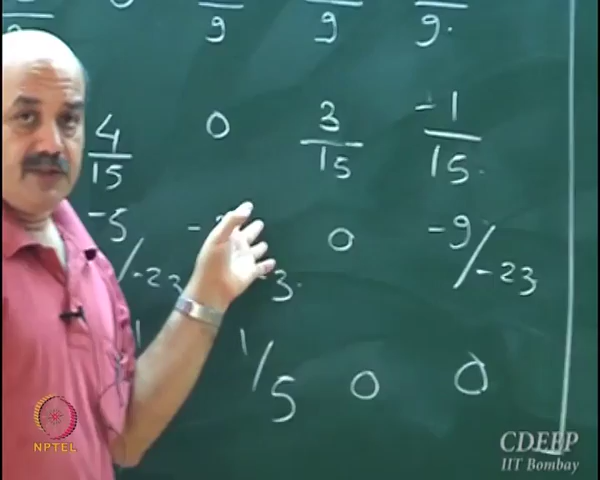 9 9 9.
4/15 0 3/15 -1/15.
-5/-23 0 -9/-23
1/5 0 0
NPTEL
CDEEP
IIT Bombay